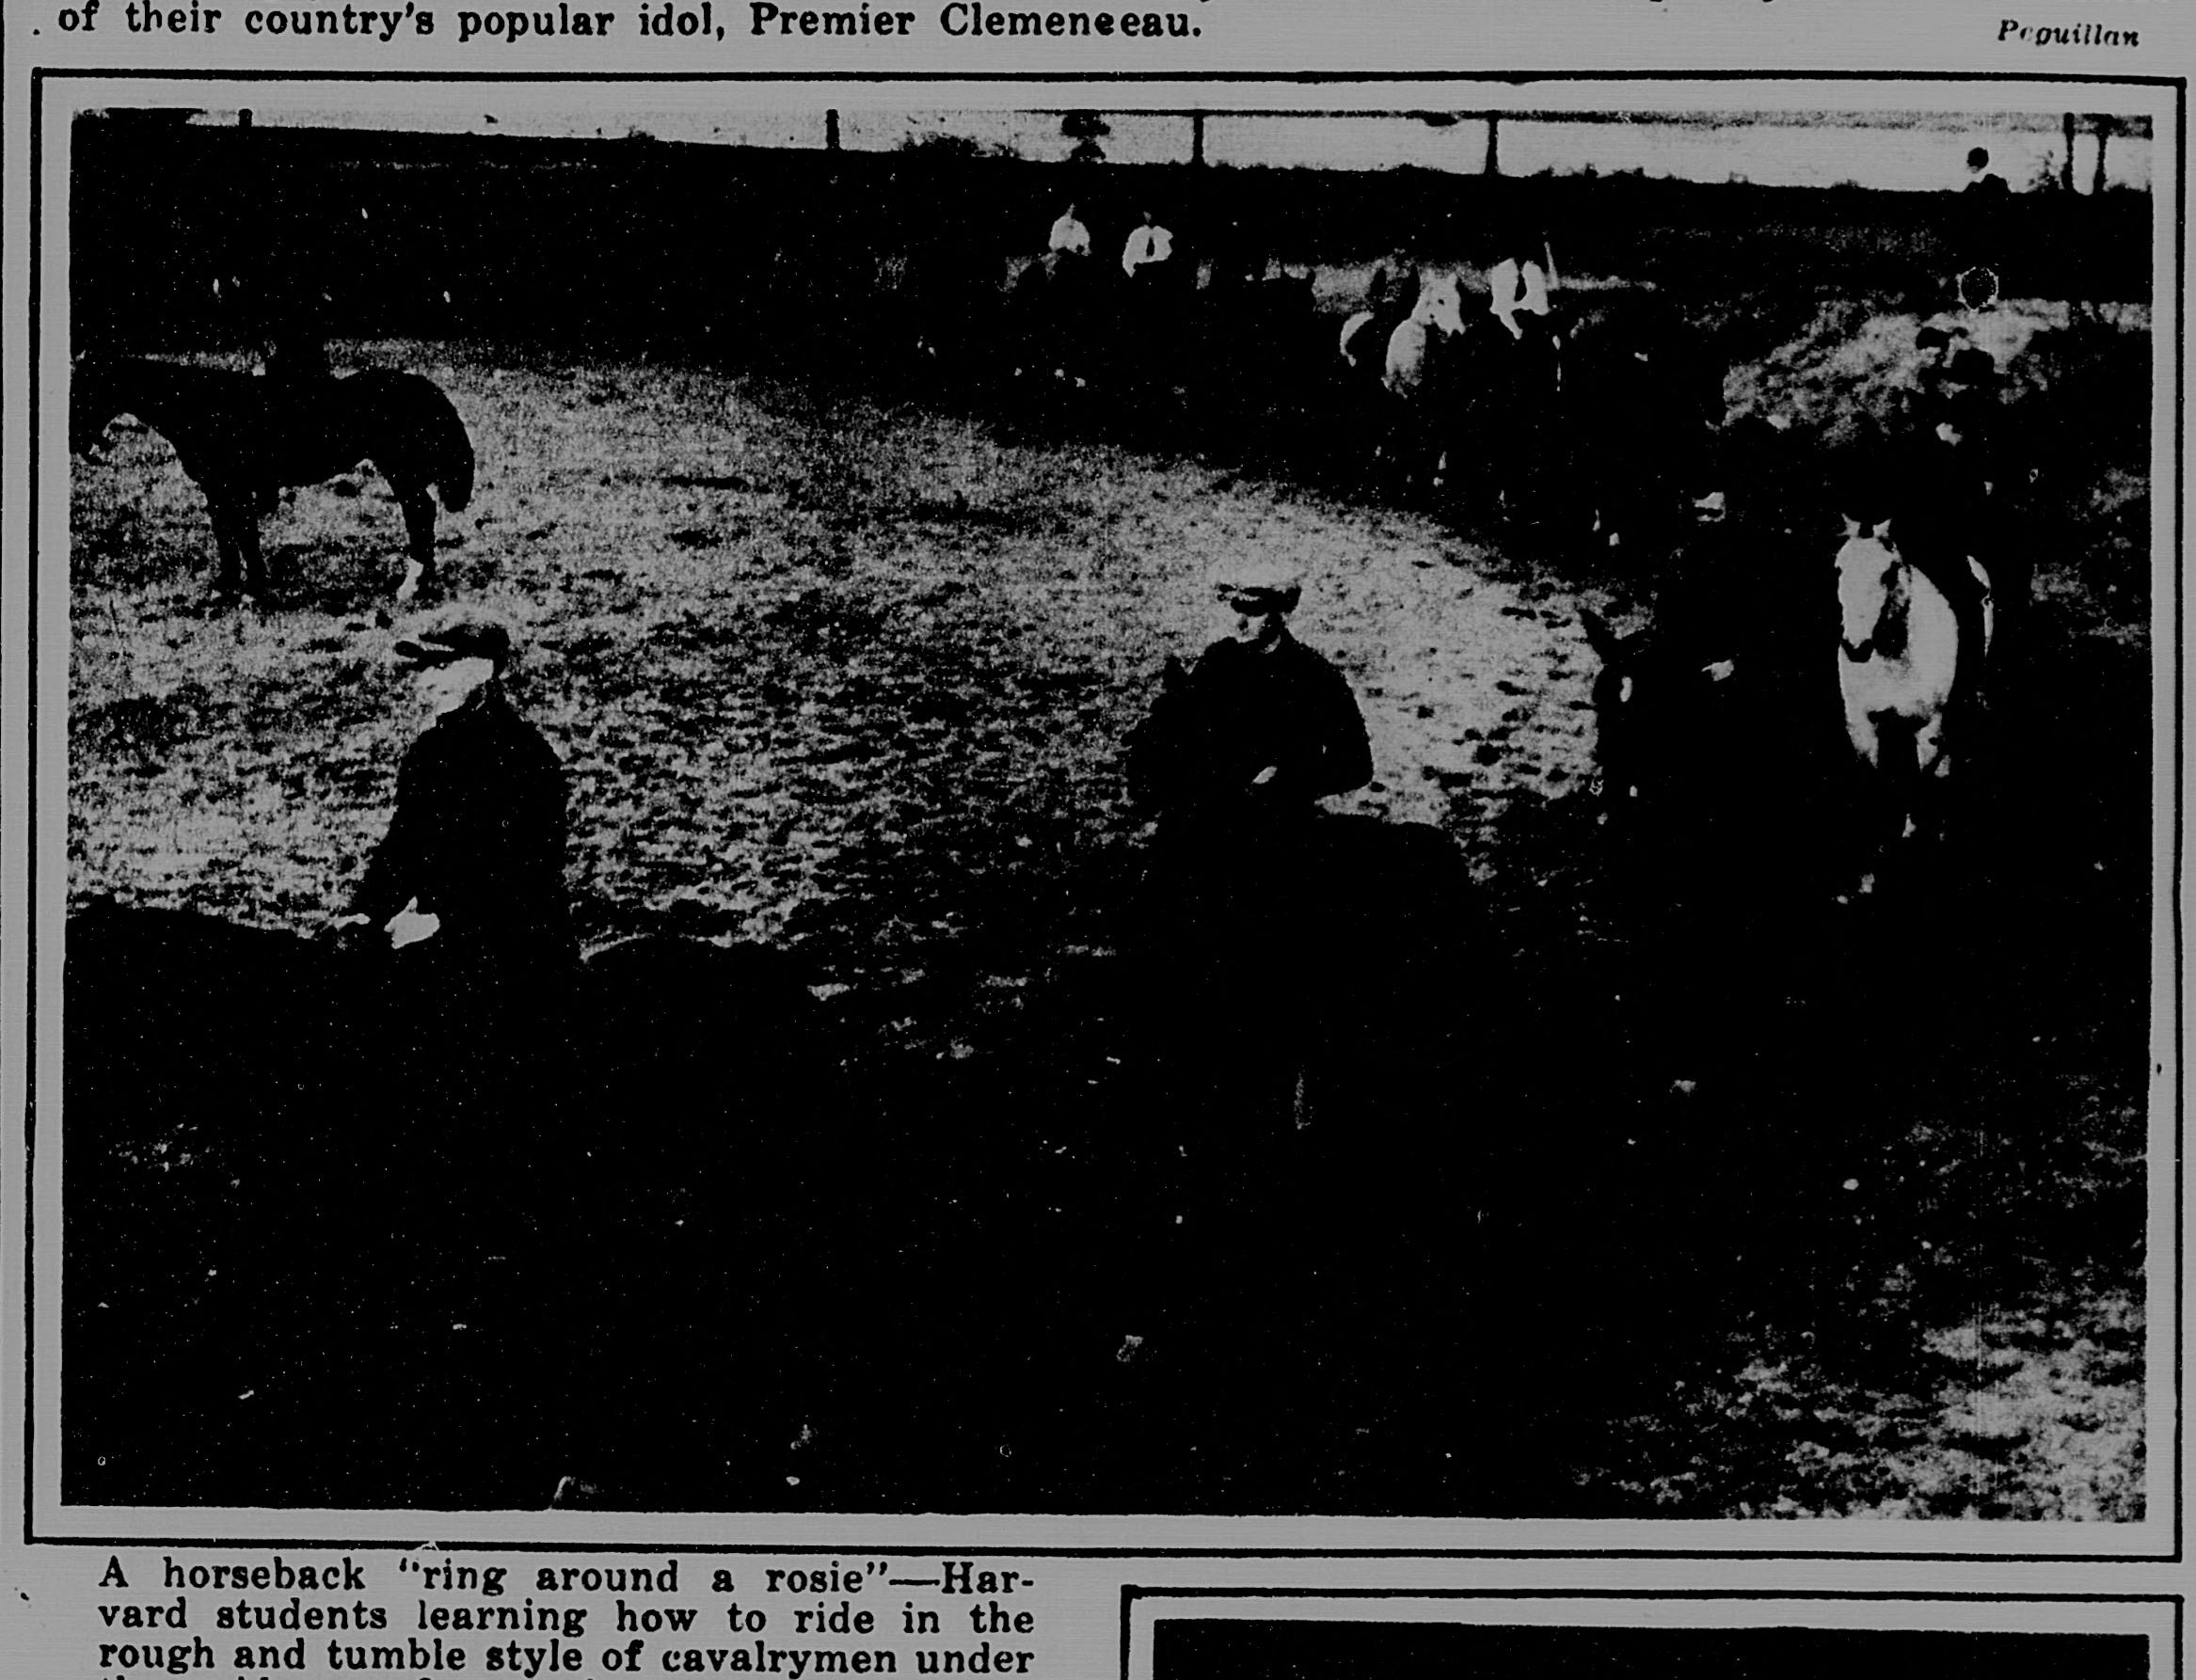 . of their country's popular idol, Premier Clemeneeau.
Peguillan
A horseback "ring around a rosie"—Har-
vard students learning how to ride in the
rough and tumble style of cavalrymen under